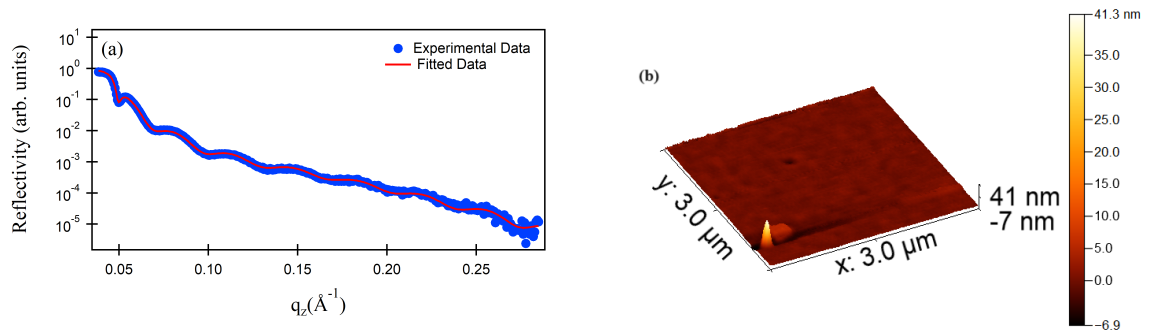 (a)
Experimental Data
Fitted Data
Reflectivity (arb. units)
10¹
10⁰
10⁻¹
10⁻²
10⁻³
10⁻⁴
10⁻⁵
0.05
0.10
0.15
0.20
0.25
q_z(Å⁻¹)
(b)
y: 3.0 µm
x: 3.0 µm
41 nm
-7 nm
41.3 nm
35.0
30.0
25.0
20.0
15.0
10.0
5.0
0.0
-6.9